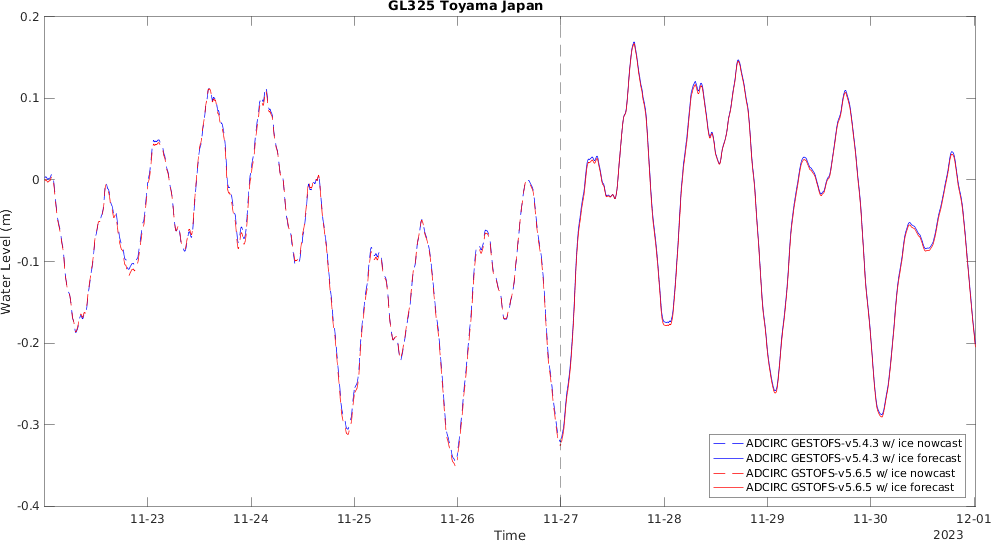 GL325 Toyama Japan
Water Level (m)
0.2
0.1
0
-0.1
-0.2
-0.3
-0.4
ADCIRC GESTOFS-v5.4.3 w/ ice nowcast
ADCIRC GESTOFS-v5.4.3 w/ ice forecast
ADCIRC GSTOFS-v5.6.5 w/ ice nowcast
ADCIRC GSTOFS-v5.6.5 w/ ice forecast
11-23 11-24 11-25 11-26 11-27 11-28 11-29 11-30 12-01
Time
2023